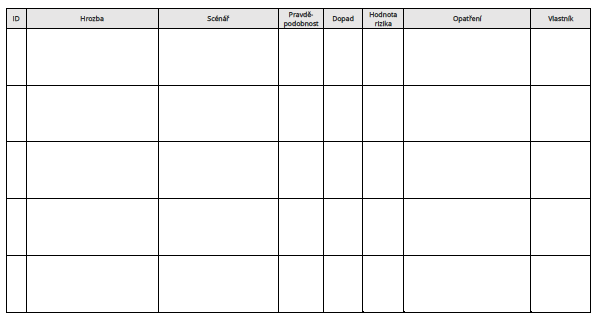 ID Hrozba Scénář Pravdě-
podobnost Dopad Hodnota
rizika Opatření Vlastník